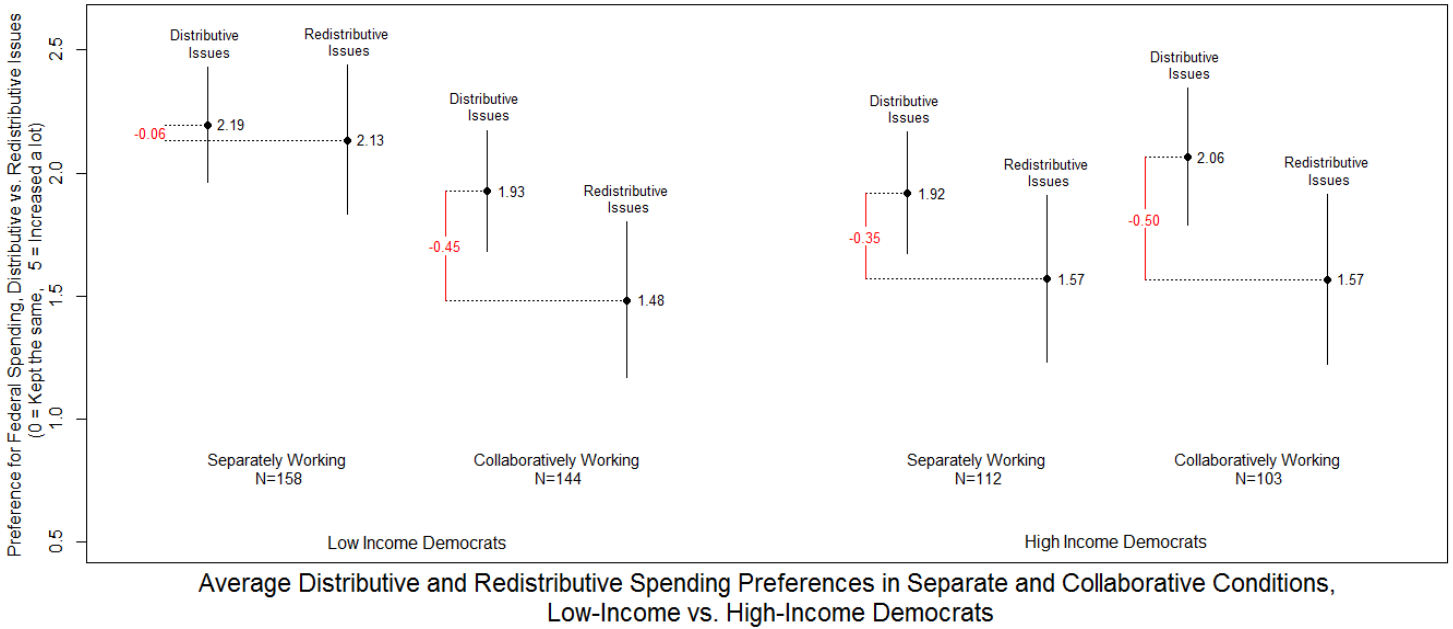 Preference for Federal Spending, Distributive vs. Redistributive Issues
(0 = Kept the same, 5 = Increased a lot)
2.5
2.0
1.5
1.0
0.5
Distributive
Issues
2.19
Redistributive
Issues
2.13
-0.06
Distributive
Issues
1.93
Redistributive
Issues
1.48
-0.45
Distributive
Issues
1.92
Redistributive
Issues
1.57
-0.35
Distributive
Issues
2.06
Redistributive
Issues
1.57
-0.50
Separately Working
N=158
Collaboratively Working
N=144
Separately Working
N=112
Collaboratively Working
N=103
Low Income Democrats
High Income Democrats
Average Distributive and Redistributive Spending Preferences in Separate and Collaborative Conditions,
Low-Income vs. High-Income Democrats